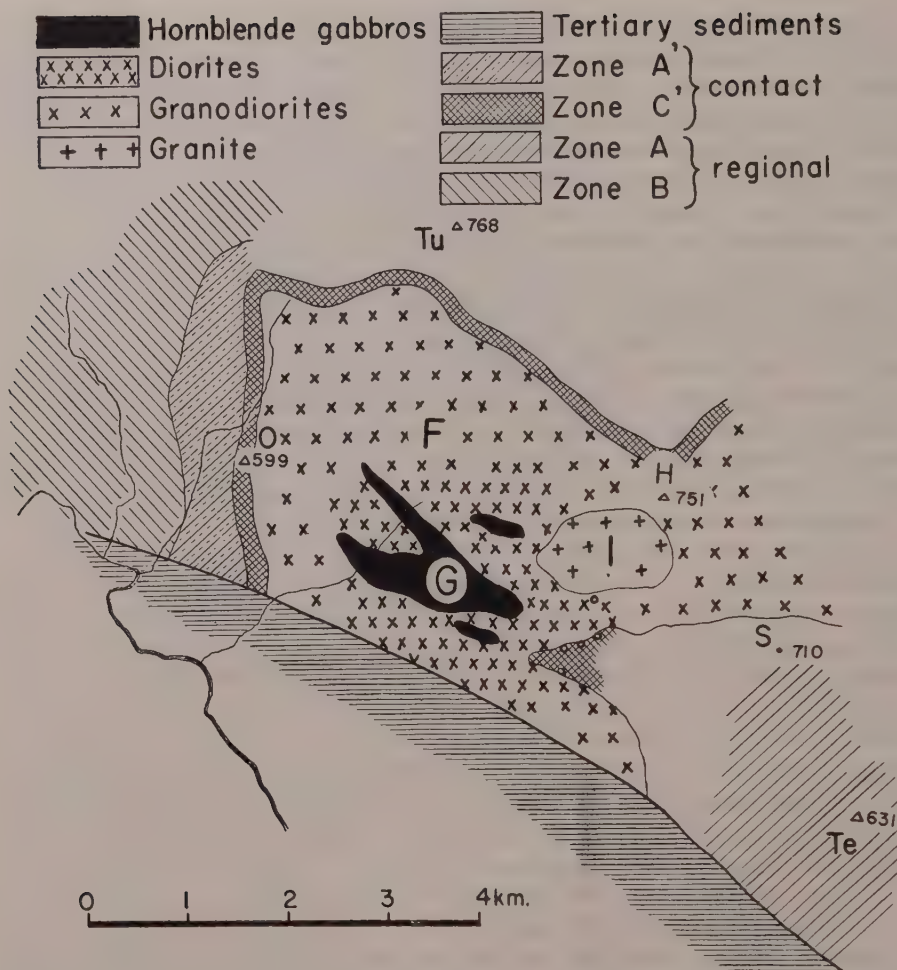 Hornblende gabbros
Diorites
Granodiorites
Granite
Tertiary sediments
Zone A'
Zone C'
contact
Zone A
Zone B
regional
Tu △768
F
O
△599
H
△751
I
G
S. 710
△631
Te
0 1 2 3 4km.